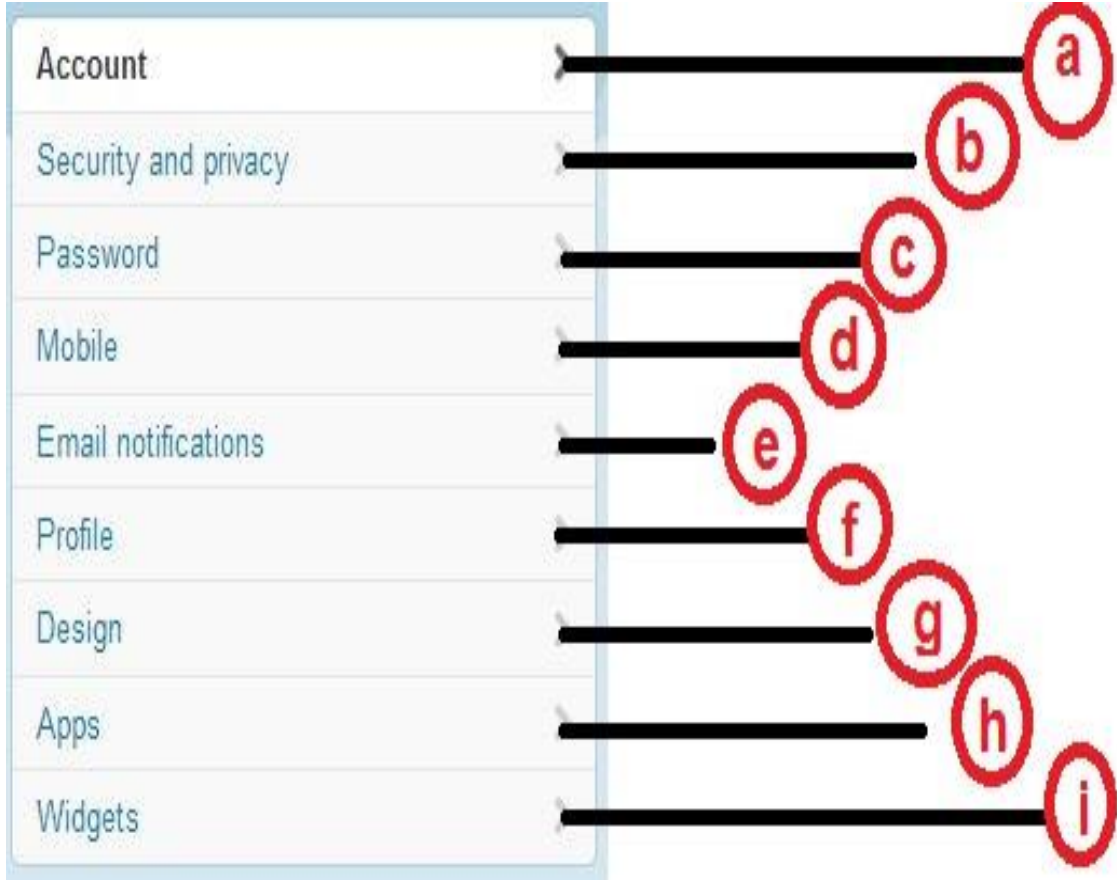 Account a
Security and privacy b
Password c
Mobile d
Email notifications e
Profile f
Design g
Apps h
Widgets i